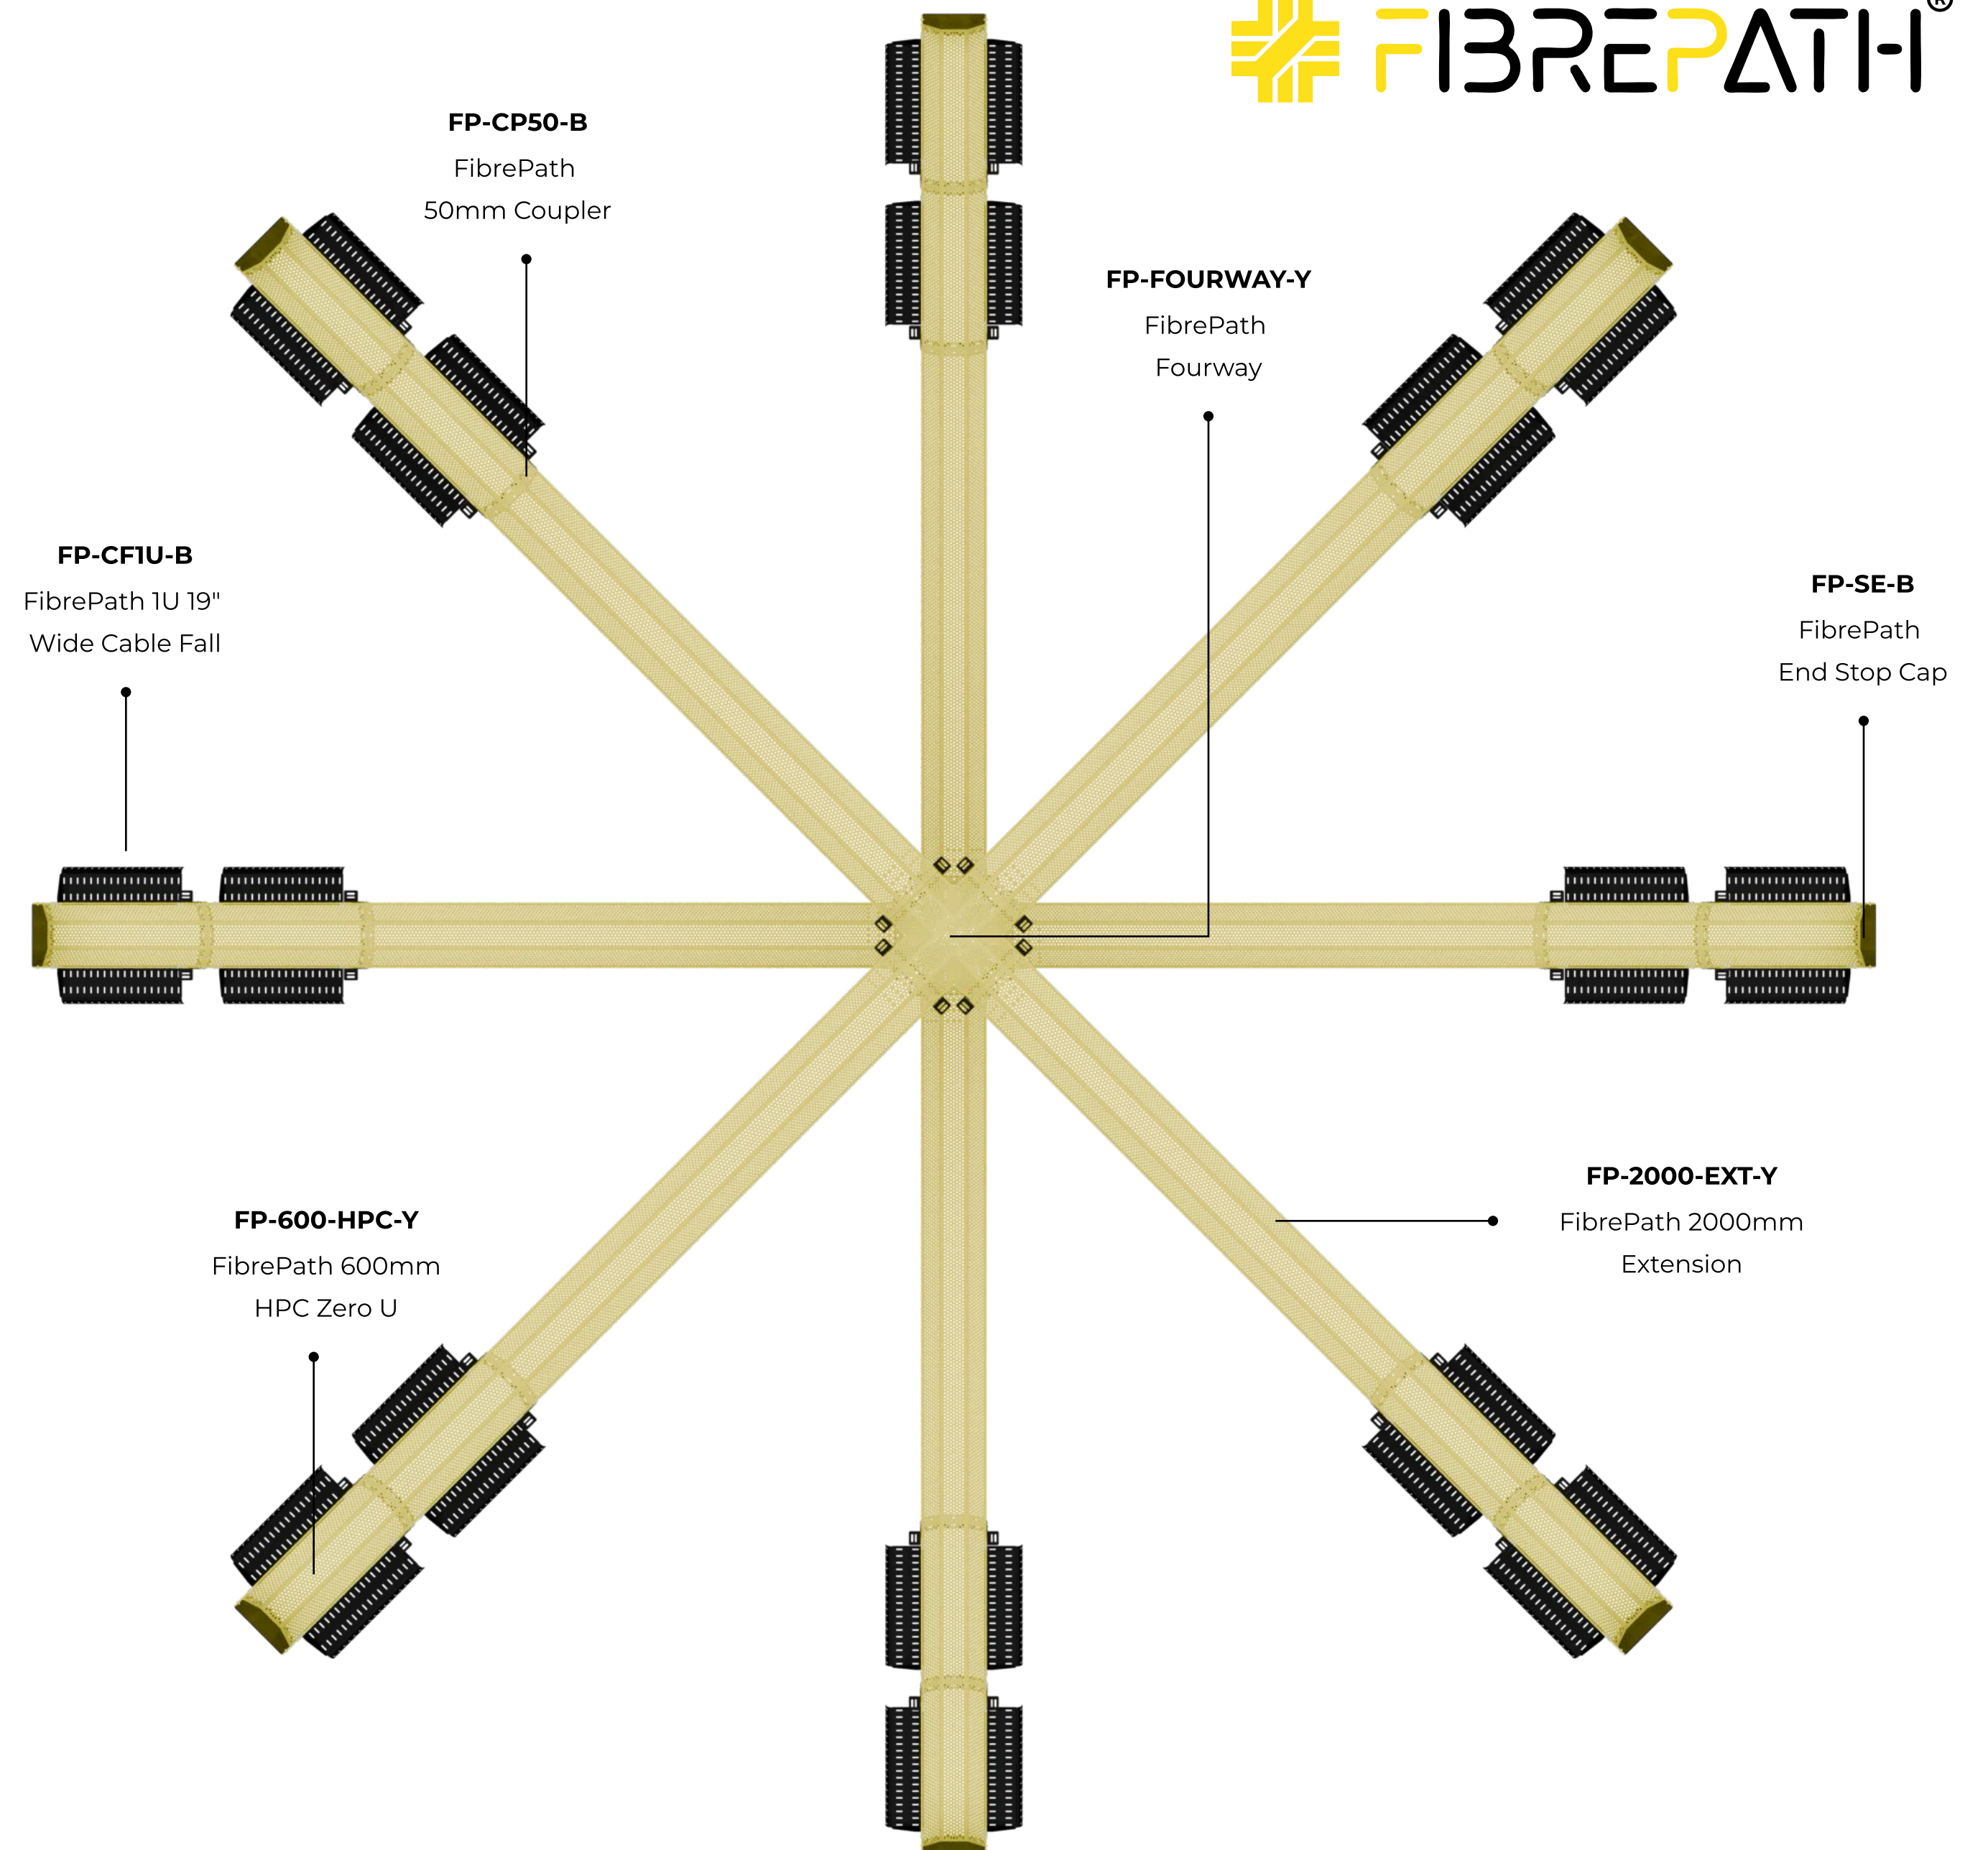 FIBREPATH®
FP-CP50-B
FibrePath
50mm Coupler
FP-FOURWAY-Y
FibrePath
Fourway
FP-CF1U-B
FibrePath 1U 19"
Wide Cable Fall
FP-SE-B
FibrePath
End Stop Cap
FP-2000-EXT-Y
FibrePath 2000mm
Extension
FP-600-HPC-Y
FibrePath 600mm
HPC Zero U